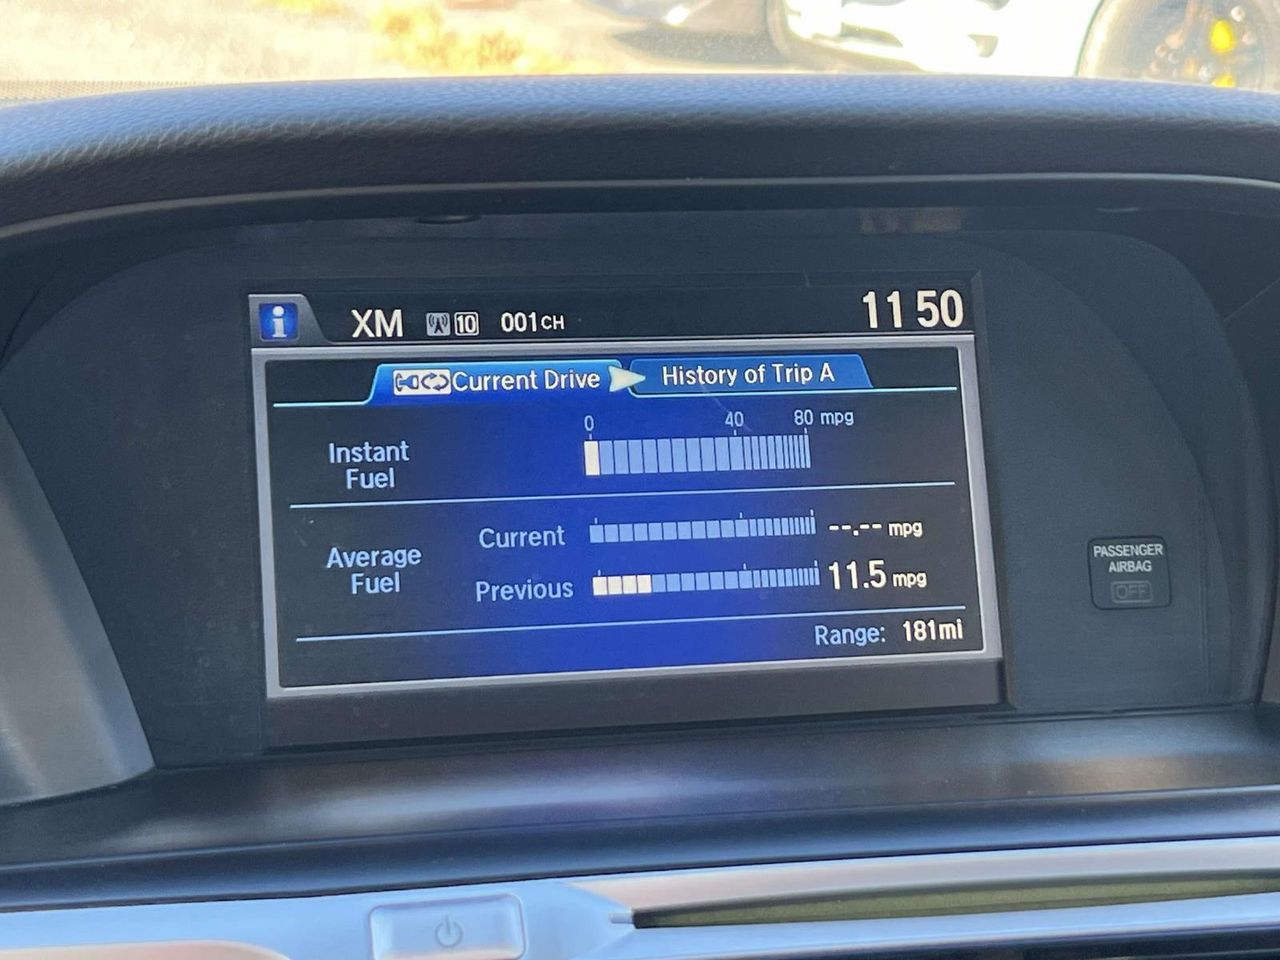 i XM 10 001CH 11 50
Current Drive History of Trip A
0 40 80 mpg
Instant
Fuel
Current --.-- mpg
Average
Fuel
Previous 11.5 mpg
Range: 181mi
PASSENGER
AIRBAG
OFF